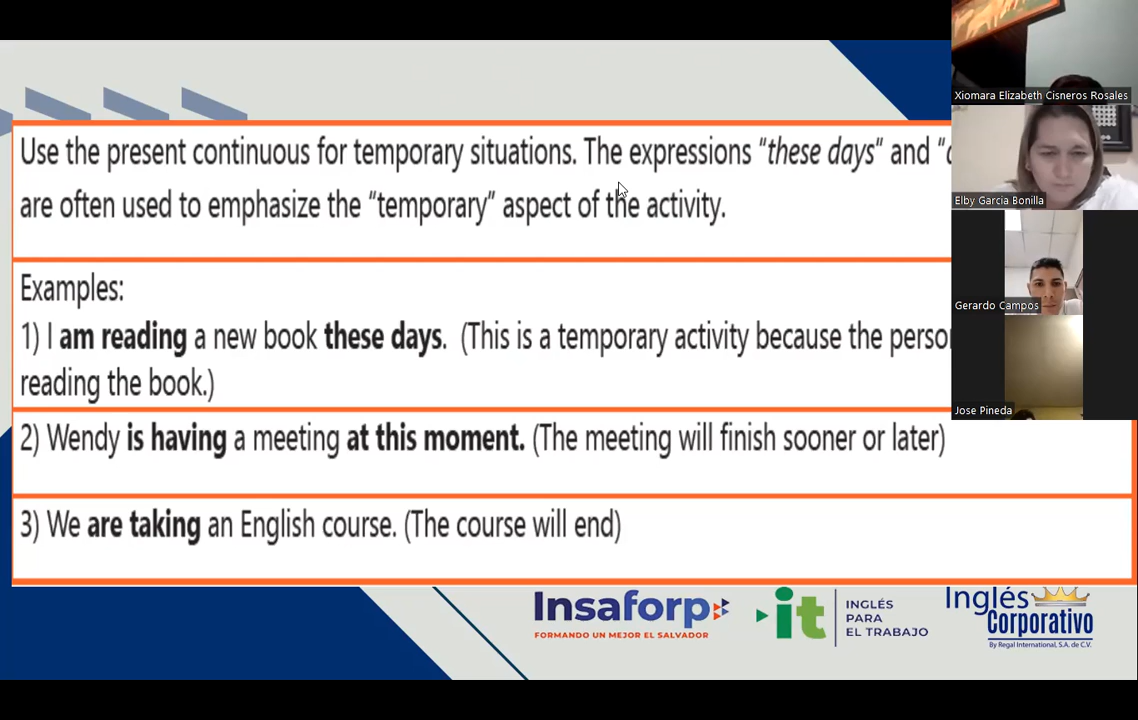 Use the present continuous for temporary situations. The expressions "these days" and "
are often used to emphasize the "temporary" aspect of the activity.
Examples:
1) I am reading a new book these days. (This is a temporary activity because the
reading the book.)
2) Wendy is having a meeting at this moment. (The meeting will finish sooner or later)
3) We are taking an English course. (The course will end)
Xiomara Elizabeth Cisneros Rosales
Elby Garcia Bonilla
Gerardo Campos
Jose Pineda
Insaforp
FORMANDO UN MEJOR EL SALVADOR
it
INGLÉS
PARA
EL TRABAJO
Inglés
Corporativo
By Regal International, S.A. de C.V.